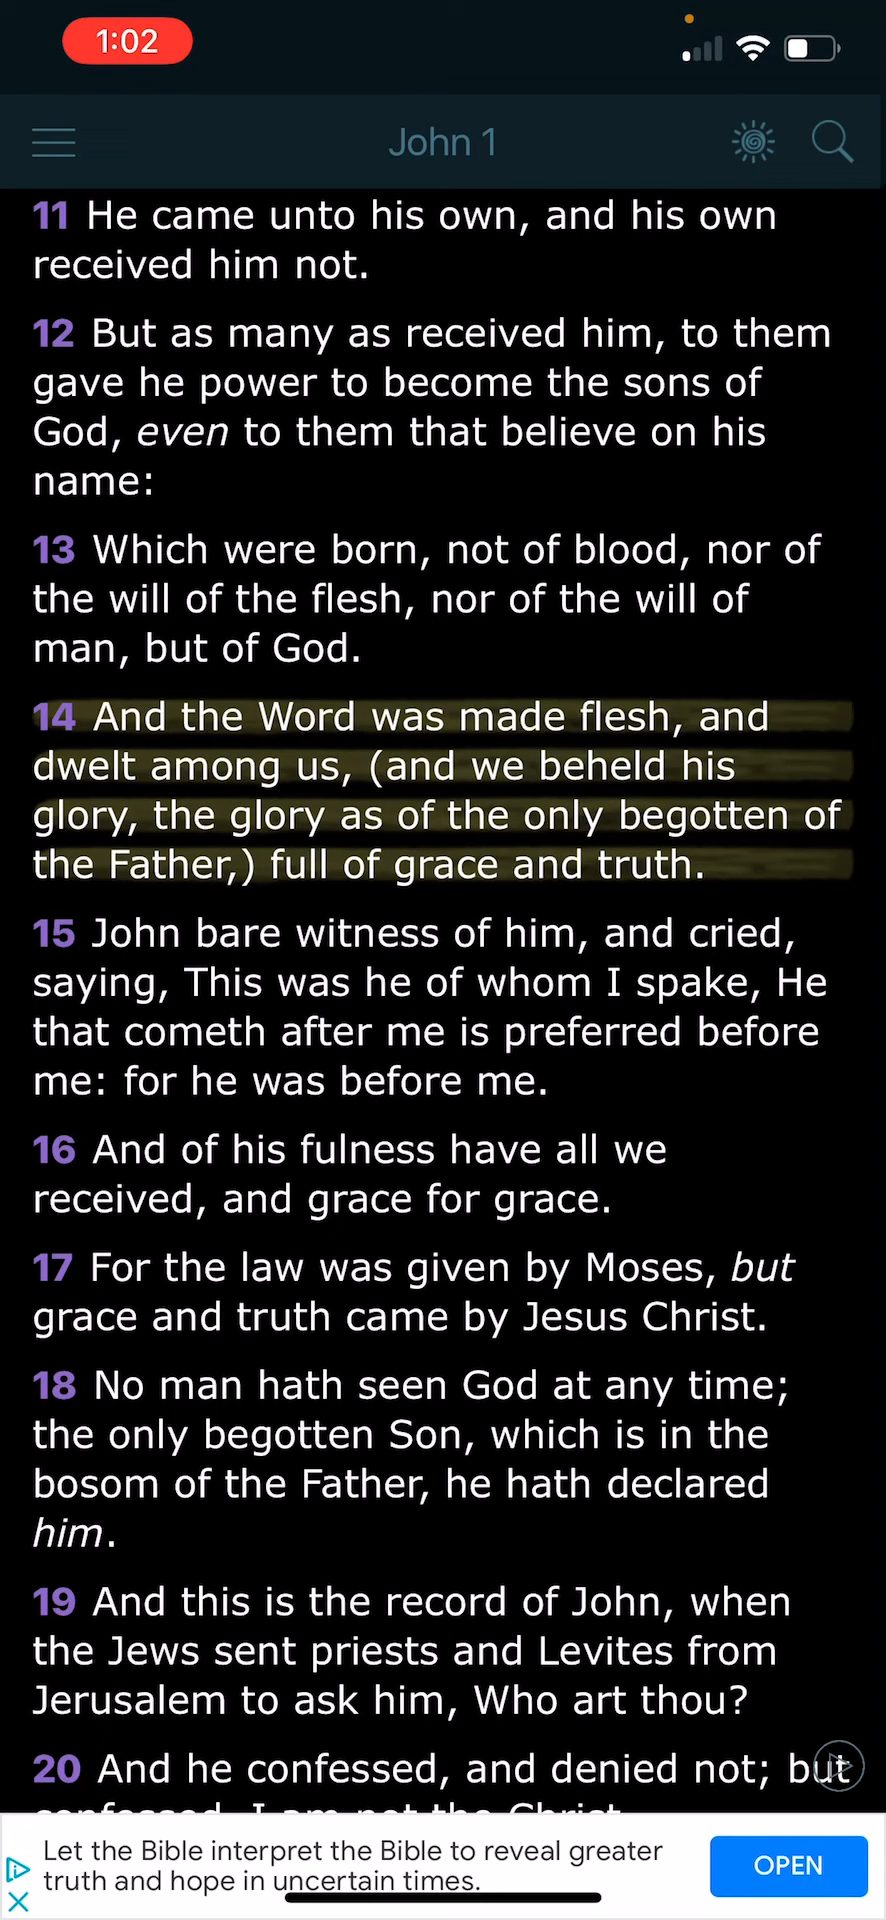 1:02
John 1
11 He came unto his own, and his own
received him not.
12 But as many as received him, to them
gave he power to become the sons of
God, even to them that believe on his
name:
13 Which were born, not of blood, nor of
the will of the flesh, nor of the will of
man, but of God.
14 And the Word was made flesh, and
dwelt among us, (and we beheld his
glory, the glory as of the only begotten of
the Father,) full of grace and truth.
15 John bare witness of him, and cried,
saying, This was he of whom I spake, He
that cometh after me is preferred before
me: for he was before me.
16 And of his fulness have all we
received, and grace for grace.
17 For the law was given by Moses, but
grace and truth came by Jesus Christ.
18 No man hath seen God at any time;
the only begotten Son, which is in the
bosom of the Father, he hath declared
him.
19 And this is the record of John, when
the Jews sent priests and Levites from
Jerusalem to ask him, Who art thou?
20 And he confessed, and denied not; but
confessed, I am not the Christ.
Let the Bible interpret the Bible to reveal greater
truth and hope in uncertain times.
OPEN